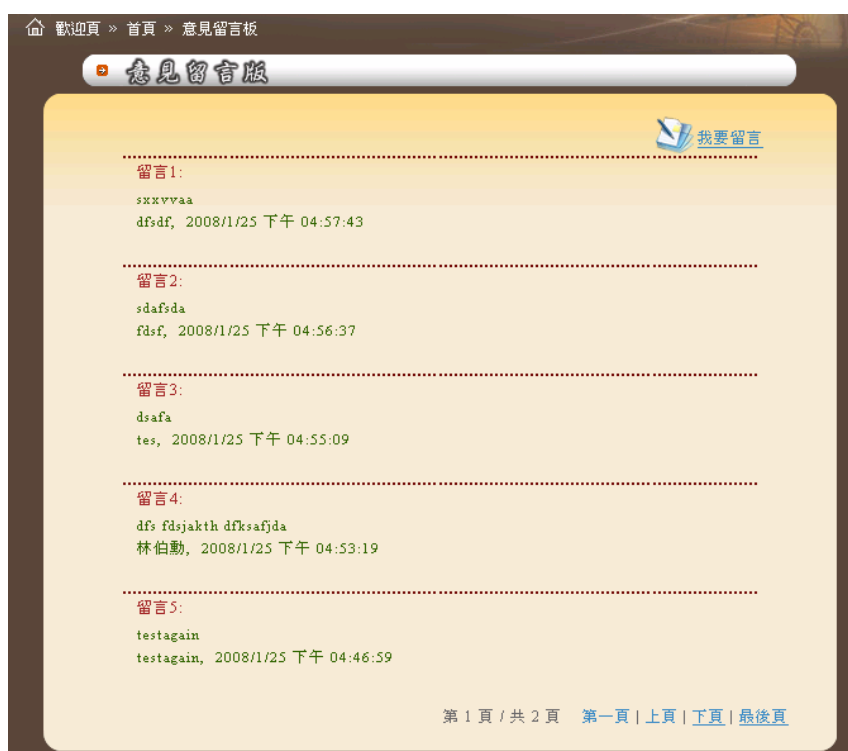 歡迎頁 » 首頁 » 意見留言板
意見留言版
我要留言
留言1:
sxxvvaa
dfsdf, 2008/1/25 下午 04:57:43
留言2:
sdafsda
fdsf, 2008/1/25 下午 04:56:37
留言3:
dsafa
tes, 2008/1/25 下午 04:55:09
留言4:
dfs fdsjakth dfksafjda
林伯勳, 2008/1/25 下午 04:53:19
留言5:
testagain
testagain, 2008/1/25 下午 04:46:59
第 1 頁 / 共 2 頁 第一頁 | 上頁 | 下頁 | 最後頁